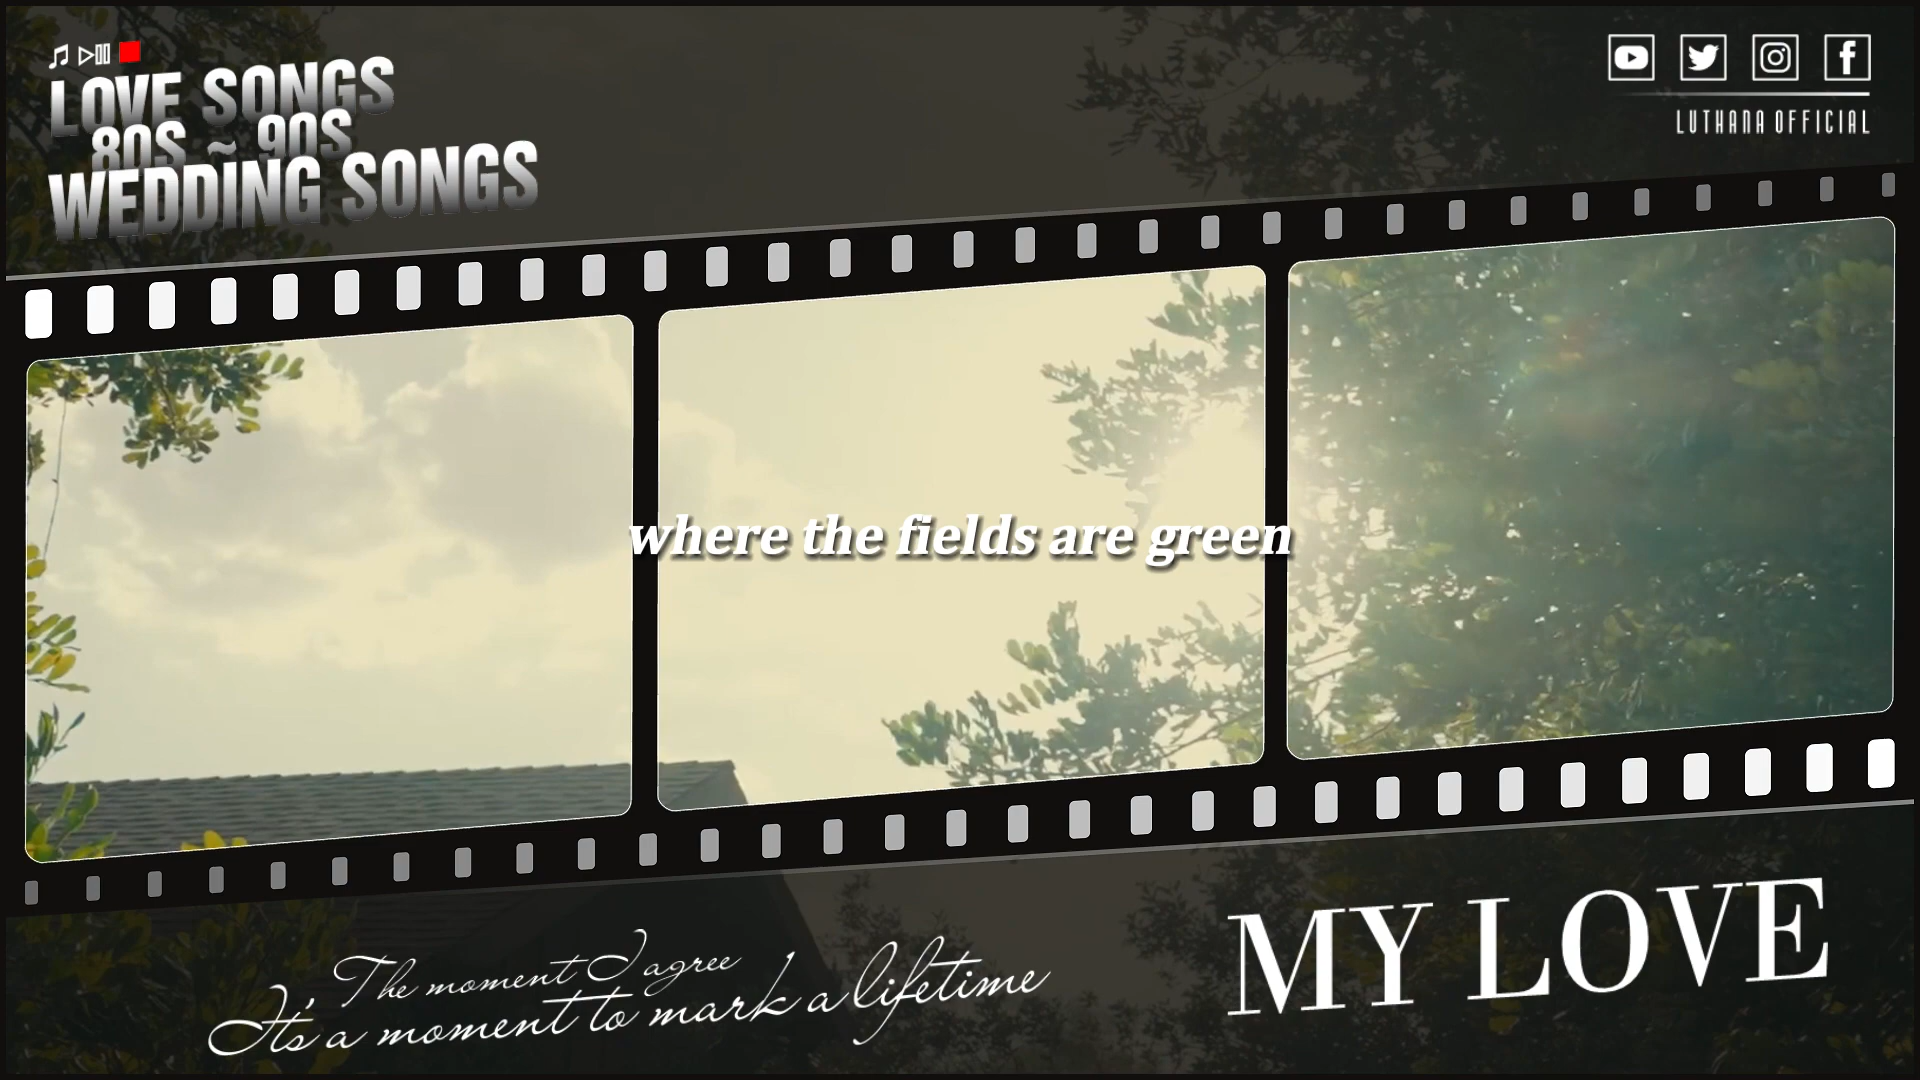 LOVE SONGS
80S ~ 90S
WEDDING SONGS
LUTHANA OFFICIAL
where the fields are green
The moment I agree
It's a moment to mark a lifetime
MY LOVE